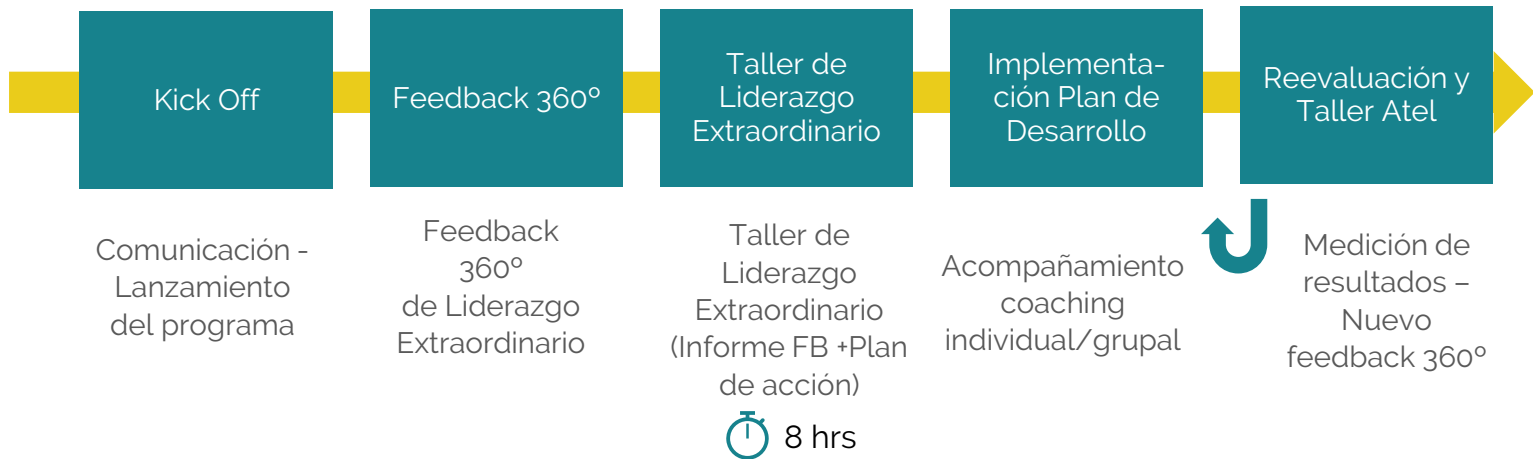 Kick Off
Feedback 360º
Taller de
Liderazgo
Extraordinario
Implementa-
ción Plan de
Desarrollo
Reevaluación y
Taller Atel
Comunicación -
Lanzamiento
del programa
Feedback
360º
de Liderazgo
Extraordinario
Taller de
Liderazgo
Extraordinario
(Informe FB +Plan
de acción)
8 hrs
Acompañamiento
coaching
individual/grupal
Medición de
resultados –
Nuevo
feedback 360º